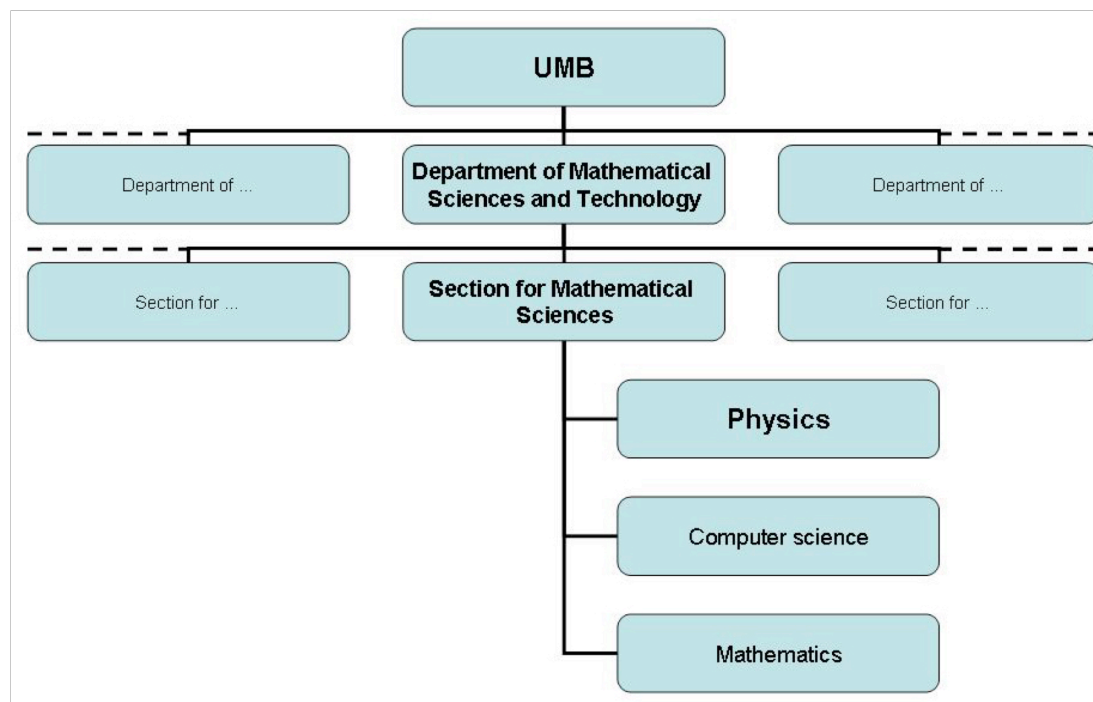 UMB
Department of ...
Department of Mathematical
Sciences and Technology
Department of ...
Section for ...
Section for Mathematical
Sciences
Section for ...
Physics
Computer science
Mathematics